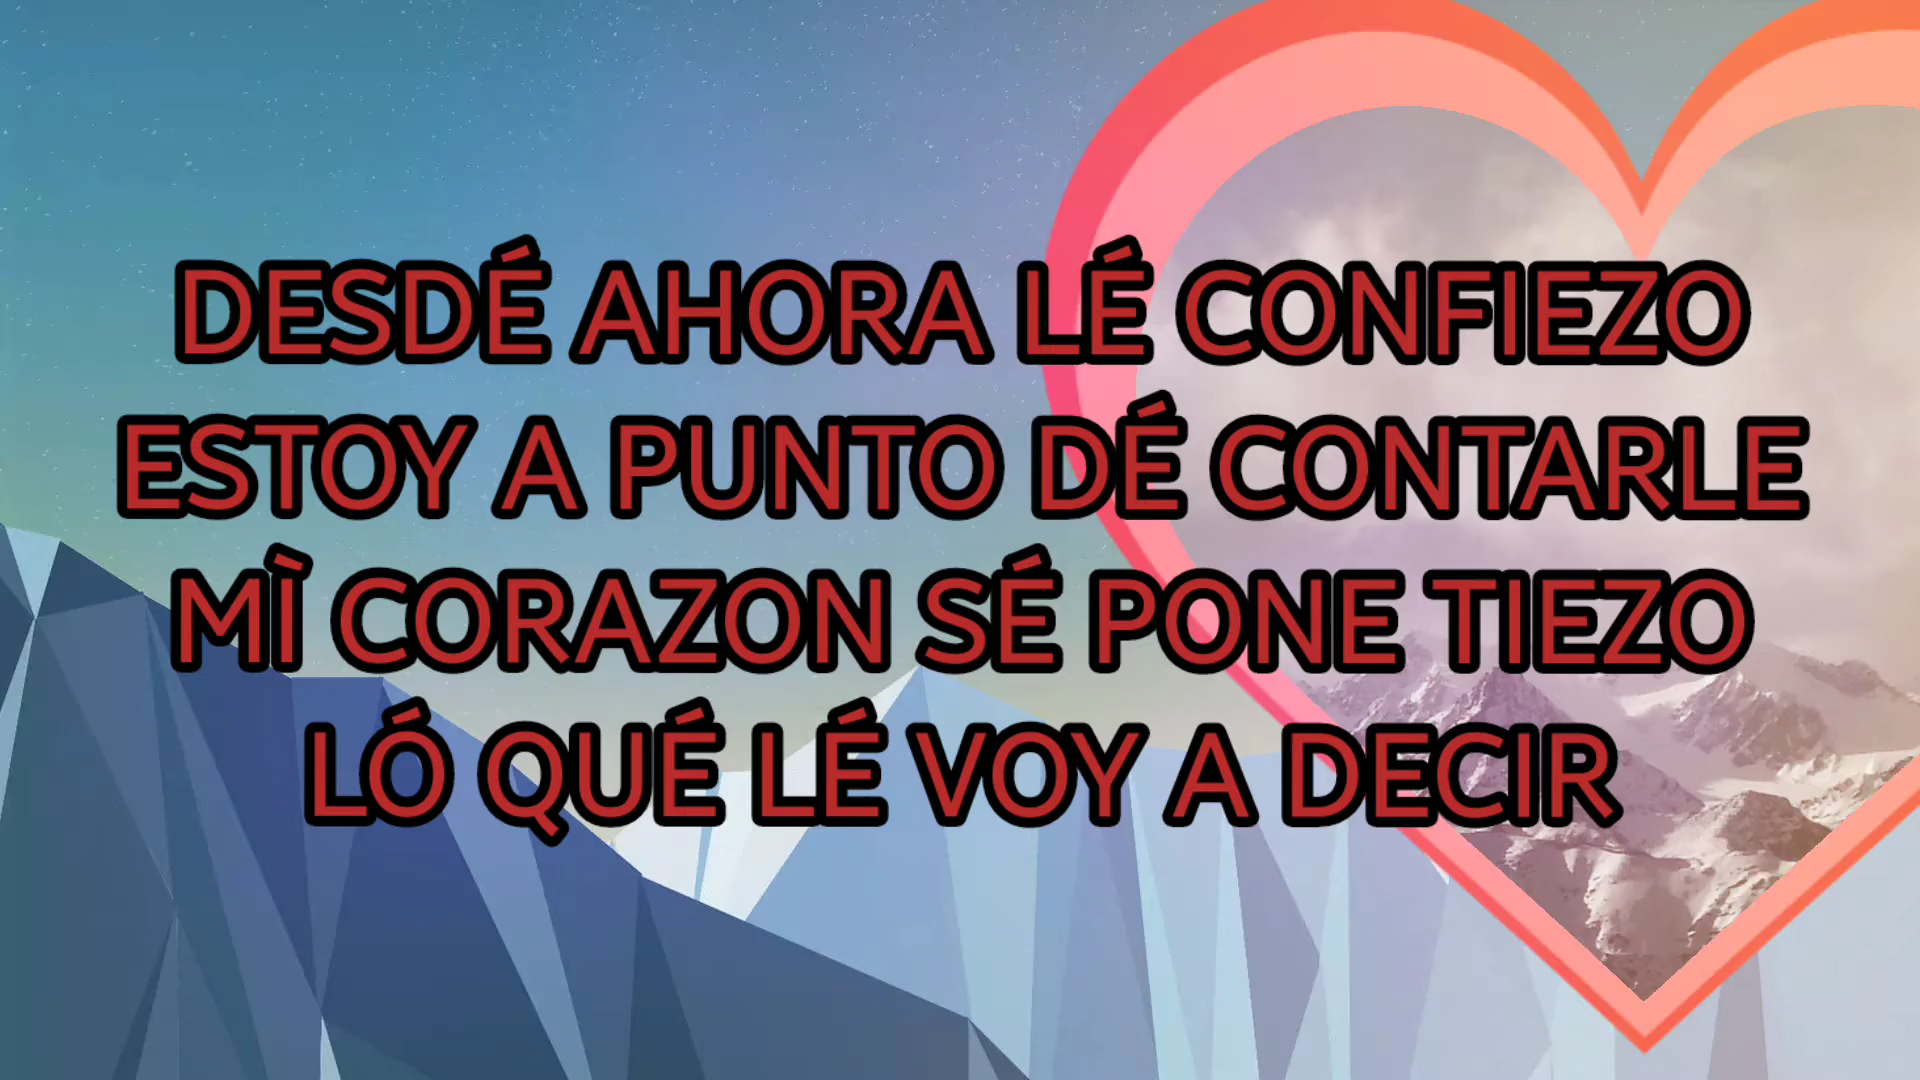 DESDÉ AHORA LÉ CONFIEZO
ESTOY A PUNTO DÉ CONTARLE
MÌ CORAZON SÉ PONE TIEZO
LÓ QUÉ LÉ VOY A DECIR